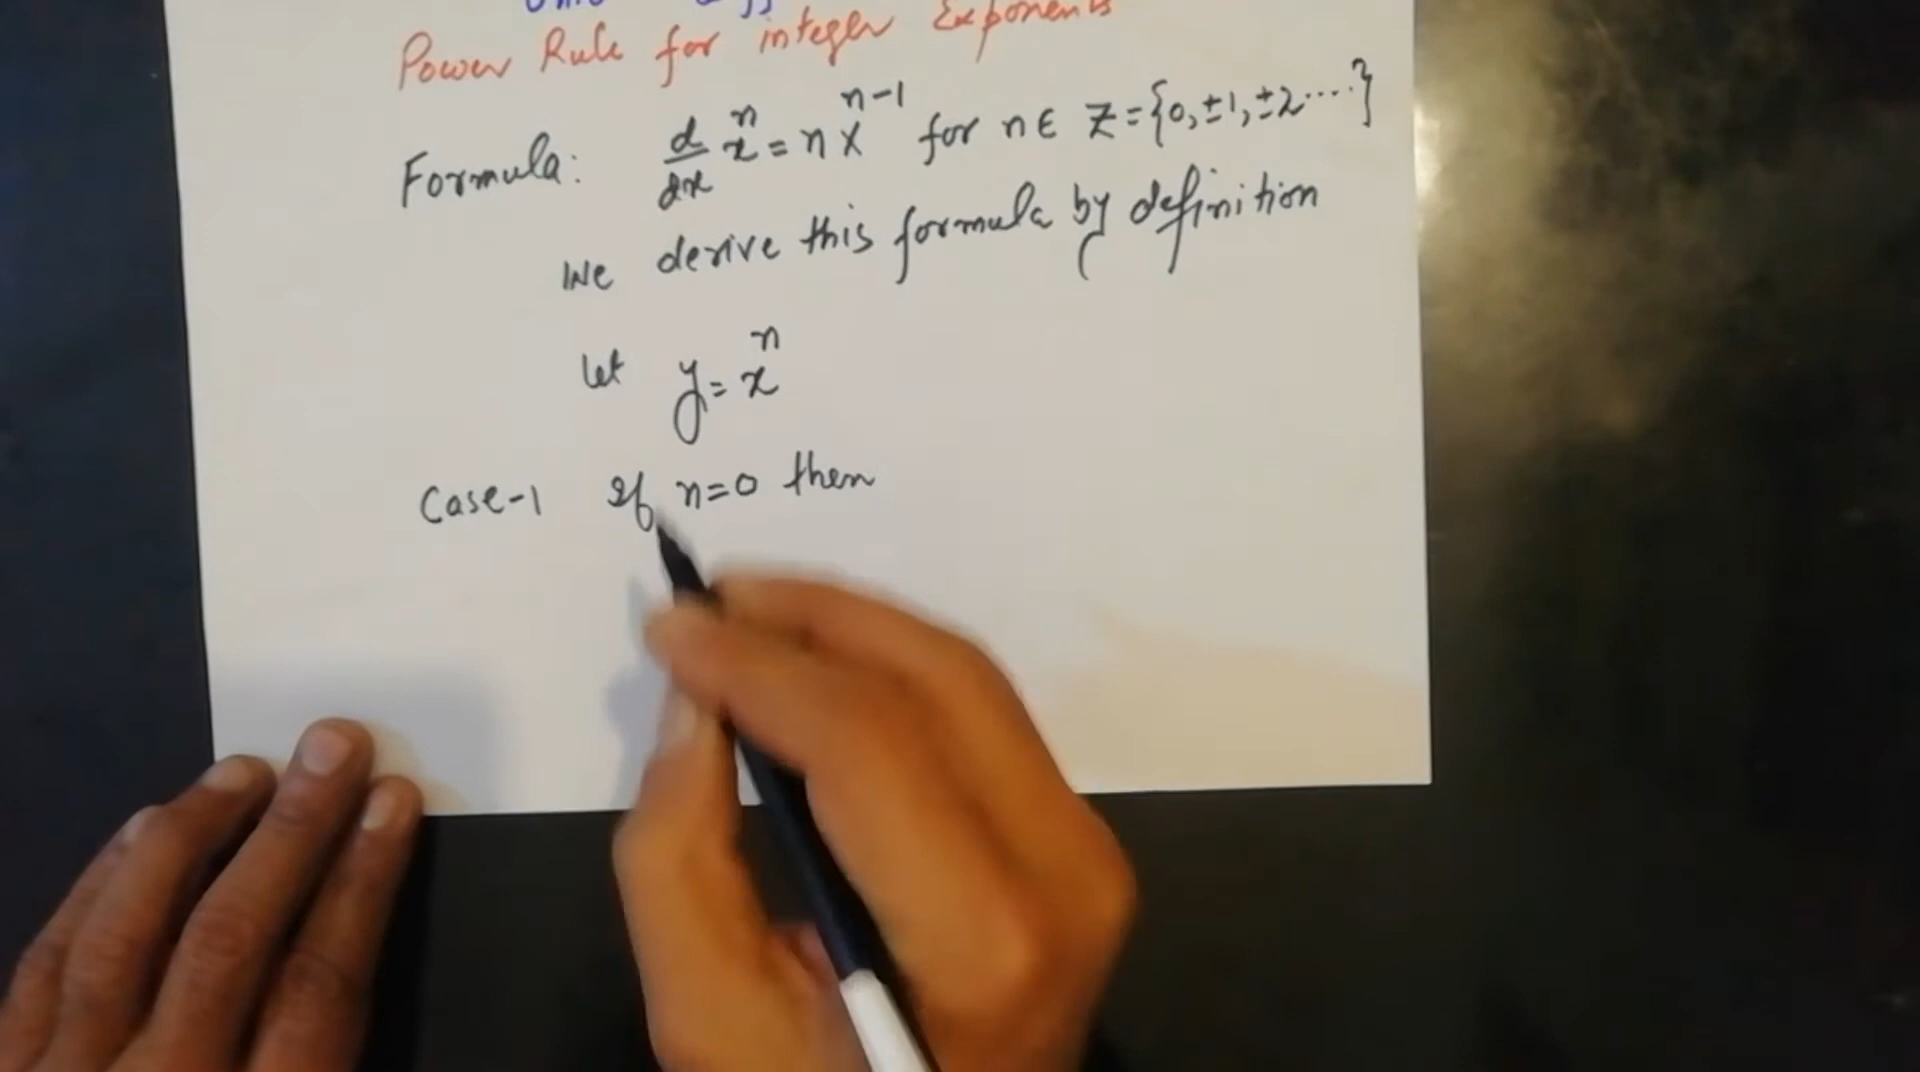 Power Rule for integer Exponents
Formula: d/dx x^n = n x^(n-1) for n ∈ Z = {0, ±1, ±2 ....}
We derive this formula by definition
let y = x^n
Case-1 If n=0 then